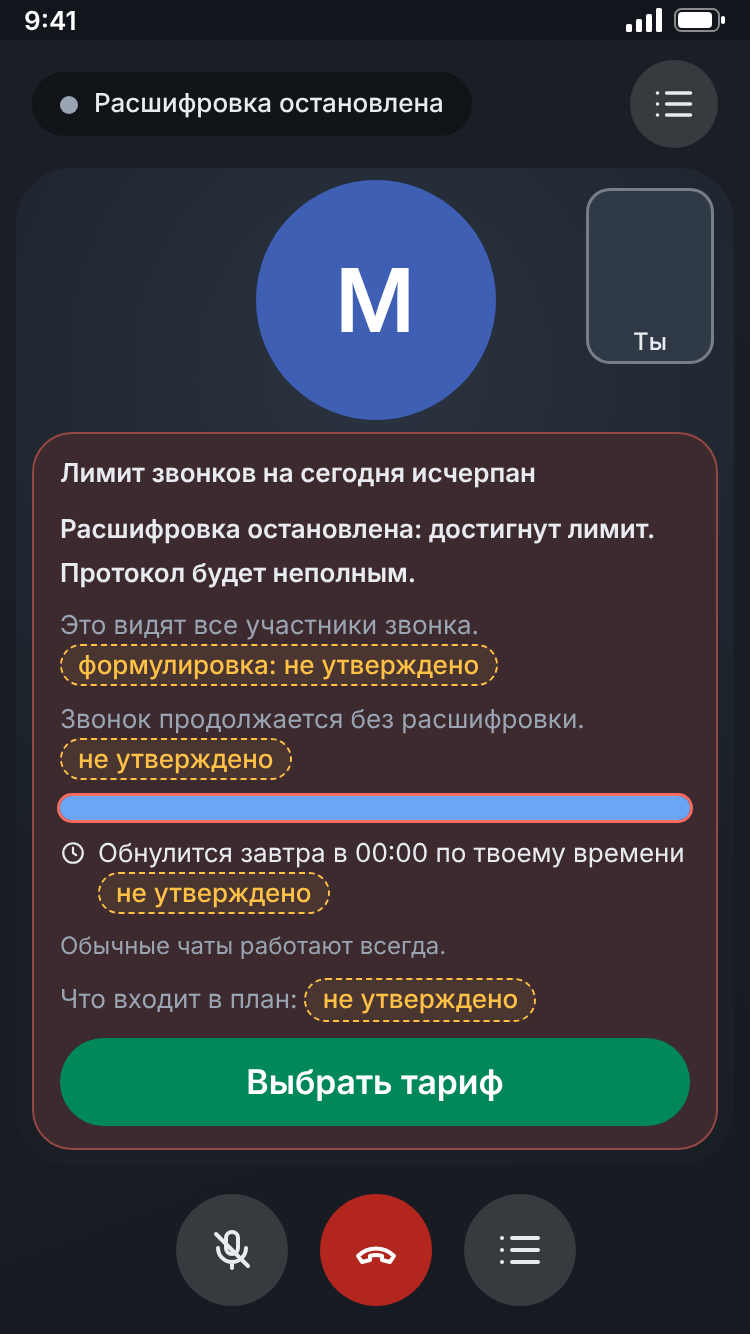 9:41
Расшифровка остановлена
М
Ты
Лимит звонков на сегодня исчерпан
Расшифровка остановлена: достигнут лимит.
Протокол будет неполным.
Это видят все участники звонка.
формулировка: не утверждено
Звонок продолжается без расшифровки.
не утверждено
Обнулится завтра в 00:00 по твоему времени
не утверждено
Обычные чаты работают всегда.
Что входит в план: не утверждено
Выбрать тариф